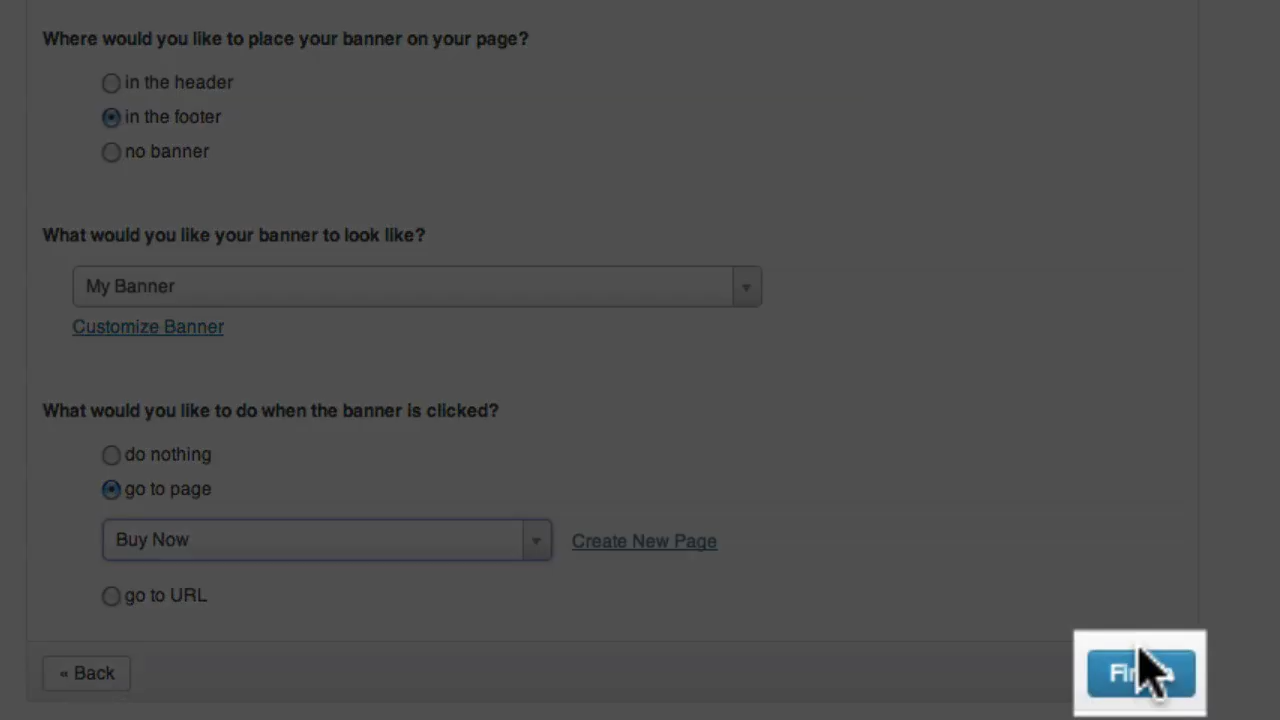 Where would you like to place your banner on your page?
in the header
in the footer
no banner
What would you like your banner to look like?
My Banner
Customize Banner
What would you like to do when the banner is clicked?
do nothing
go to page
Buy Now
Create New Page
go to URL
« Back